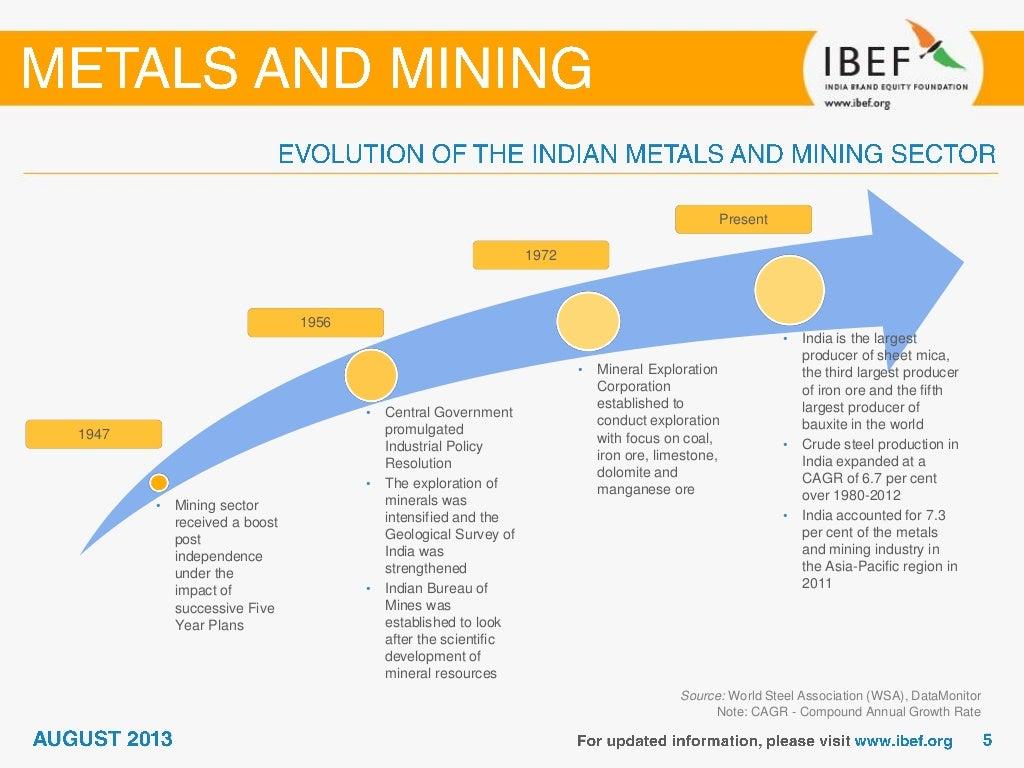 METALS AND MINING
IBEF
INDIA BRAND EQUITY FOUNDATION
www.ibef.org
EVOLUTION OF THE INDIAN METALS AND MINING SECTOR
1947
• Mining sector
received a boost
post
independence
under the
impact of
successive Five
Year Plans
1956
• Central Government
promulgated
Industrial Policy
Resolution
• The exploration of
minerals was
intensified and the
Geological Survey of
India was
strengthened
• Indian Bureau of
Mines was
established to look
after the scientific
development of
mineral resources
1972
• Mineral Exploration
Corporation
established to
conduct exploration
with focus on coal,
iron ore, limestone,
dolomite and
manganese ore
Present
• India is the largest
producer of sheet mica,
the third largest producer
of iron ore and the fifth
largest producer of
bauxite in the world
• Crude steel production in
India expanded at a
CAGR of 6.7 per cent
over 1980-2012
• India accounted for 7.3
per cent of the metals
and mining industry in
the Asia-Pacific region in
2011
Source: World Steel Association (WSA), DataMonitor
Note: CAGR - Compound Annual Growth Rate
AUGUST 2013
For updated information, please visit www.ibef.org
5